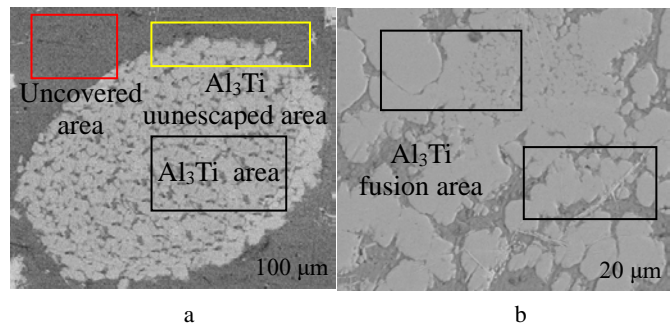 Uncovered
area
Al₃Ti
uunescaped area
Al₃Ti area
100 μm
Al₃Ti
fusion area
20 μm
a
b